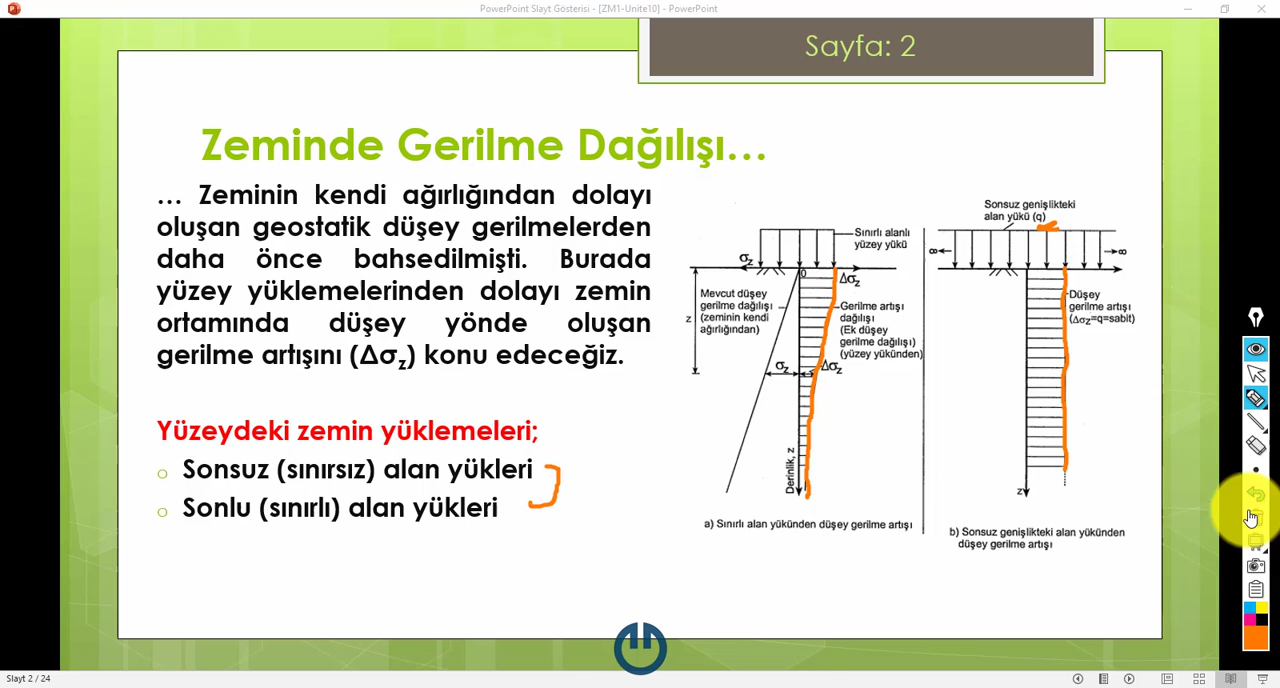 PowerPoint Slayt Gösterisi - [ZM1-Unite10] - PowerPoint
Sayfa: 2
Zeminde Gerilme Dağılışı…
… Zeminin kendi ağırlığından dolayı
oluşan geostatik düşey gerilmelerden
daha önce bahsedilmişti. Burada
yüzey yüklemelerinden dolayı zemin
ortamında düşey yönde oluşan
gerilme artışını (Δσz) konu edeceğiz.
Yüzeydeki zemin yüklemeleri;
o Sonsuz (sınırsız) alan yükleri
o Sonlu (sınırlı) alan yükleri
Sınırlı alanlı
yüzey yükü
σz
0
Δσz
Mevcut düşey
gerilme dağılışı
(zeminin kendi
ağırlığından)
z
Gerilme artışı
dağılışı
(Ek düşey
gerilme dağılışı)
(yüzey yükünden)
σz
Δσz
Derinlik, z
a) Sınırlı alan yükünden düşey gerilme artışı
Sonsuz genişlikteki
alan yükü (q)
∞
∞
Düşey
gerilme artışı
(Δσz=q=sabit)
z
b) Sonsuz genişlikteki alan yükünden
düşey gerilme artışı
Slayt 2 / 24